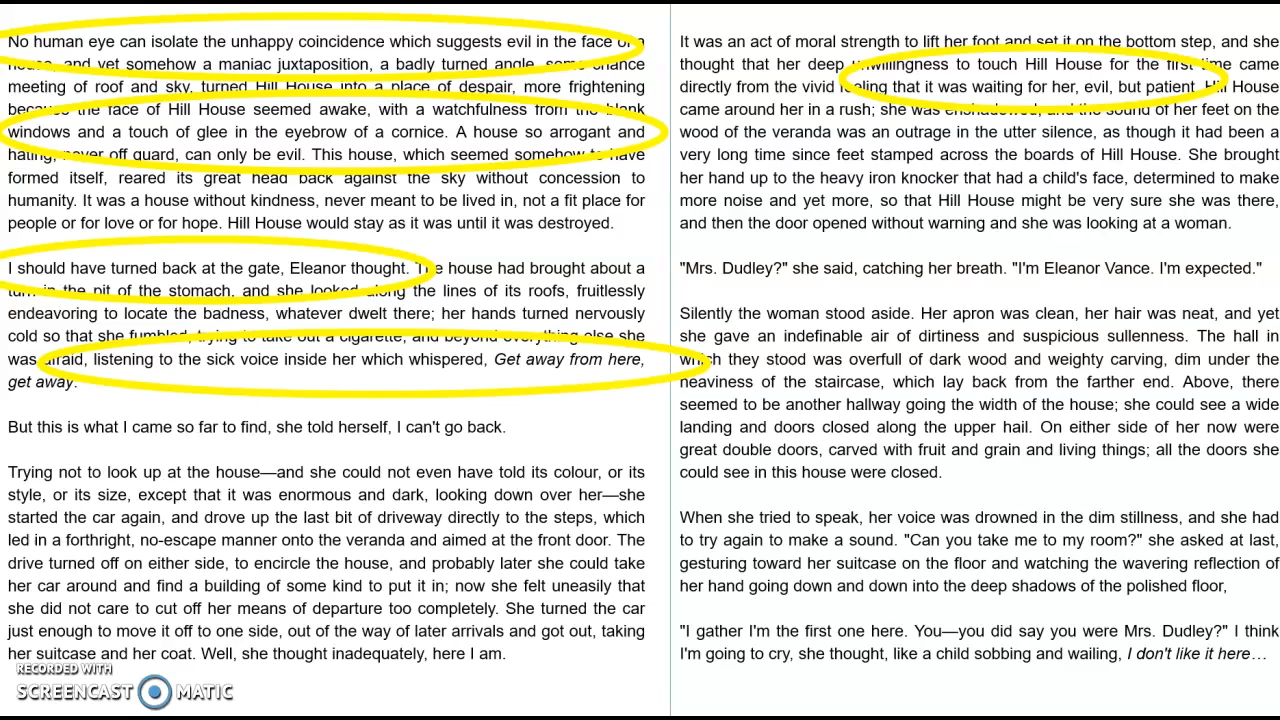 No human eye can isolate the unhappy coincidence which suggests evil in the face of a
house, and yet somehow a maniac juxtaposition, a badly turned angle, some chance
meeting of roof and sky, turned Hill House into a place of despair, more frightening
because the face of Hill House seemed awake, with a watchfulness from the blank
windows and a touch of glee in the eyebrow of a cornice. A house so arrogant and
hating, never off guard, can only be evil. This house, which seemed somehow to have
formed itself, reared its great head back against the sky without concession to
humanity. It was a house without kindness, never meant to be lived in, not a fit place for
people or for love or for hope. Hill House would stay as it was until it was destroyed.
I should have turned back at the gate, Eleanor thought. The house had brought about a
turn in the pit of the stomach, and she looked along the lines of its roofs, fruitlessly
endeavoring to locate the badness, whatever dwelt there; her hands turned nervously
cold so that she fumbled, trying to take out a cigarette, and beyond everything else she
was afraid, listening to the sick voice inside her which whispered, Get away from here,
get away.
But this is what I came so far to find, she told herself, I can't go back.
Trying not to look up at the house—and she could not even have told its colour, or its
style, or its size, except that it was enormous and dark, looking down over her—she
started the car again, and drove up the last bit of driveway directly to the steps, which
led in a forthright, no-escape manner onto the veranda and aimed at the front door. The
drive turned off on either side, to encircle the house, and probably later she could take
her car around and find a building of some kind to put it in; now she felt uneasily that
she did not care to cut off her means of departure too completely. She turned the car
just enough to move it off to one side, out of the way of later arrivals and got out, taking
her suitcase and her coat. Well, she thought inadequately, here I am.
It was an act of moral strength to lift her foot and set it on the bottom step, and she
thought that her deep unwillingness to touch Hill House for the first time came
directly from the vivid feeling that it was waiting for her, evil, but patient. Hill House
came around her in a rush; she was enshadowed, and the sound of her feet on the
wood of the veranda was an outrage in the utter silence, as though it had been a
very long time since feet stamped across the boards of Hill House. She brought
her hand up to the heavy iron knocker that had a child's face, determined to make
more noise and yet more, so that Hill House might be very sure she was there,
and then the door opened without warning and she was looking at a woman.
"Mrs. Dudley?" she said, catching her breath. "I'm Eleanor Vance. I'm expected."
Silently the woman stood aside. Her apron was clean, her hair was neat, and yet
she gave an indefinable air of dirtiness and suspicious sullenness. The hall in
which they stood was overfull of dark wood and weighty carving, dim under the
heaviness of the staircase, which lay back from the farther end. Above, there
seemed to be another hallway going the width of the house; she could see a wide
landing and doors closed along the upper hail. On either side of her now were
great double doors, carved with fruit and grain and living things; all the doors she
could see in this house were closed.
When she tried to speak, her voice was drowned in the dim stillness, and she had
to try again to make a sound. "Can you take me to my room?" she asked at last,
gesturing toward her suitcase on the floor and watching the wavering reflection of
her hand going down and down into the deep shadows of the polished floor,
"I gather I'm the first one here. You—you did say you were Mrs. Dudley?" I think
I'm going to cry, she thought, like a child sobbing and wailing, I don't like it here…
RECORDED WITH
SCREENCAST MATIC